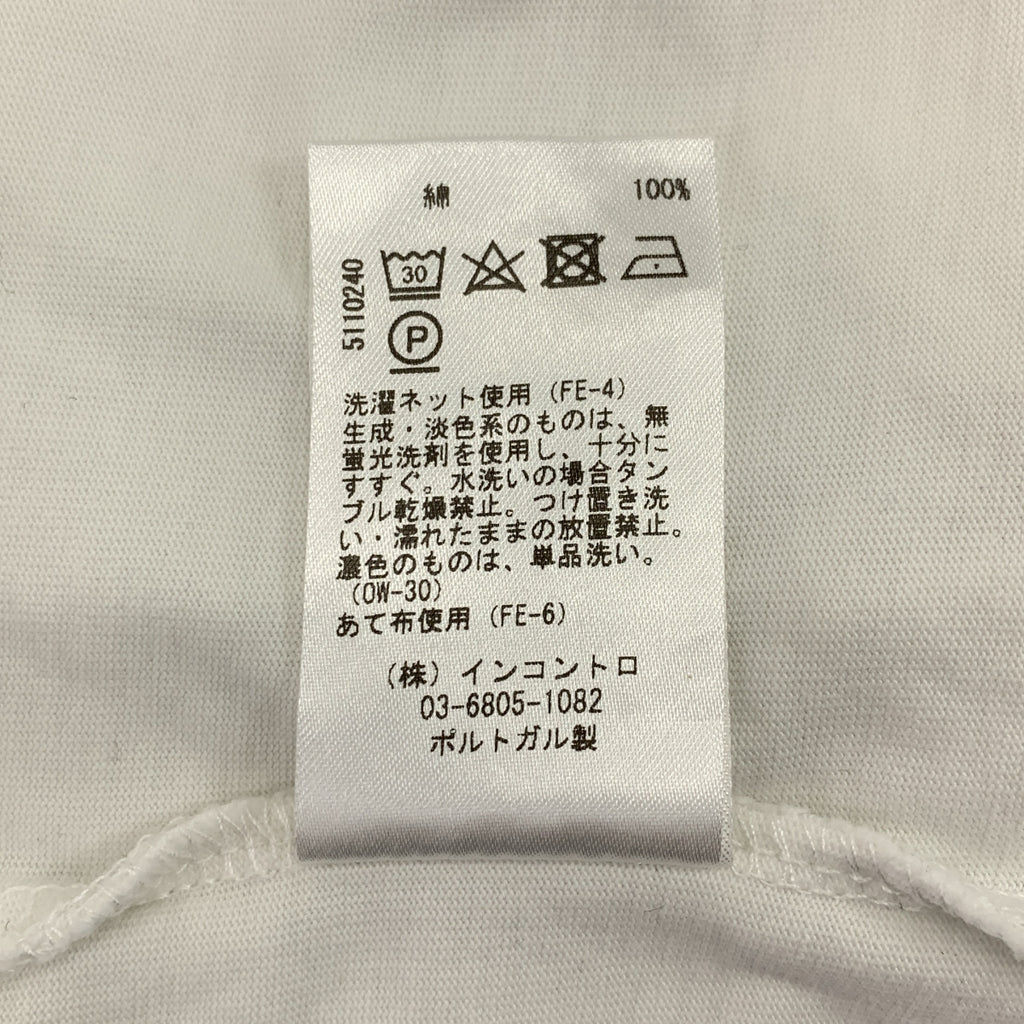 綿 100%
5110240
30
P
洗濯ネット使用（FE-4）
生成・淡色系のものは、無
蛍光洗剤を使用し、十分に
すすぐ。水洗いの場合タン
ブル乾燥禁止。つけ置き洗
い・濡れたままの放置禁止。
濃色のものは、単品洗い。
（OW-30）
あて布使用（FE-6）
（株）インコントロ
03-6805-1082
ポルトガル製